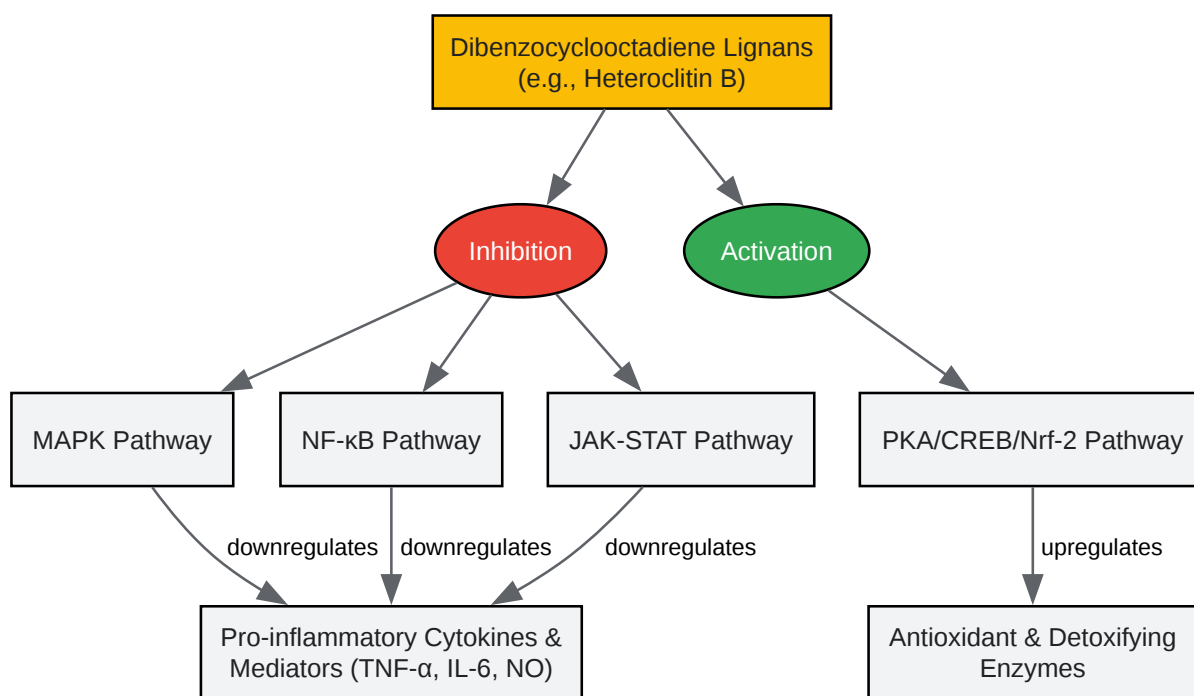 Dibenzocyclooctadiene Lignans
(e.g., Heteroclitin B)
Inhibition
Activation
MAPK Pathway
NF-κB Pathway
JAK-STAT Pathway
PKA/CREB/Nrf-2 Pathway
downregulates
downregulates
downregulates
upregulates
Pro-inflammatory Cytokines &
Mediators (TNF-α, IL-6, NO)
Antioxidant & Detoxifying
Enzymes